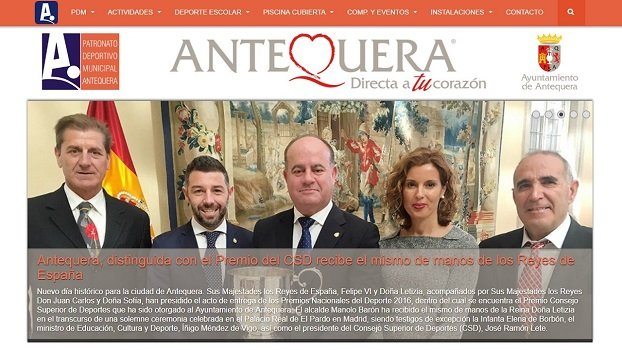 PDM ACTIVIDADES DEPORTE ESCOLAR PISCINA CUBIERTA COMP. Y EVENTOS INSTALACIONES CONTACTO
PATRONATO
DEPORTIVO
MUNICIPAL
ANTEQUERA
ANTEQUERA
Directa a tu corazón
Ayuntamiento
de Antequera
Antequera, distinguida con el Premio del CSD recibe el mismo de manos de los Reyes de
España
Nuevo día histórico para la ciudad de Antequera. Sus Majestades los Reyes de España, Felipe VI y Doña Letizia, acompañados por Sus Majestades los Reyes
Don Juan Carlos y Doña Sofía, han presidido el acto de entrega de los Premios Nacionales del Deporte 2016, dentro del cual se encuentra el Premio Consejo
Superior de Deportes que ha sido otorgado al Ayuntamiento de Antequera. El alcalde Manolo Barón ha recibido el mismo de manos de la Reina Doña Letizia
en el transcurso de una solemne ceremonia celebrada en el Palacio Real de El Pardo en Madrid, siendo testigos de excepción la Infanta Elena de Borbón, el
ministro de Educación, Cultura y Deporte, Íñigo Méndez de Vigo, así como el presidente del Consejo Superior de Deportes (CSD), José Ramón Lete.